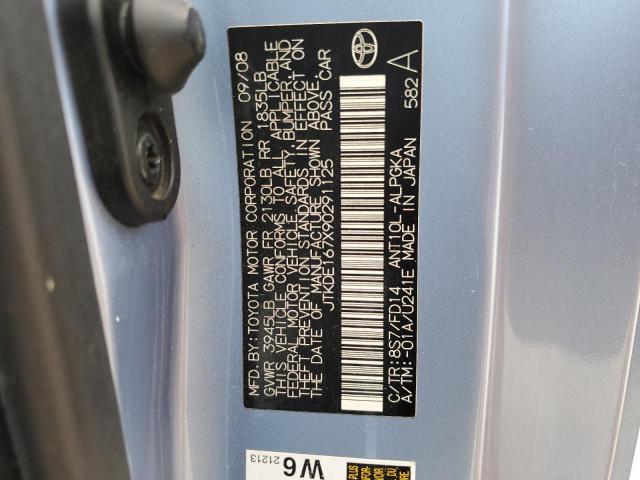 MFD.BY:TOYOTA MOTOR CORPORATION 09/08
GVWR 3945LB GAWR FR 2130LB RR 1835LB
THIS VEHICLE CONFORMS TO ALL APPLICABLE
FEDERAL MOTOR VEHICLE SAFETY, BUMPER, AND
THEFT PREVENTION STANDARDS IN EFFECT ON
THE DATE OF MANUFACTURE SHOWN ABOVE.
JTKDE167X90291125 PASS CAR
C/TR:8S7/FD14 ANT10L-ALPGKA
A/TM:-01A/U241E MADE IN JAPAN 582 A
W6
21213
PLUS